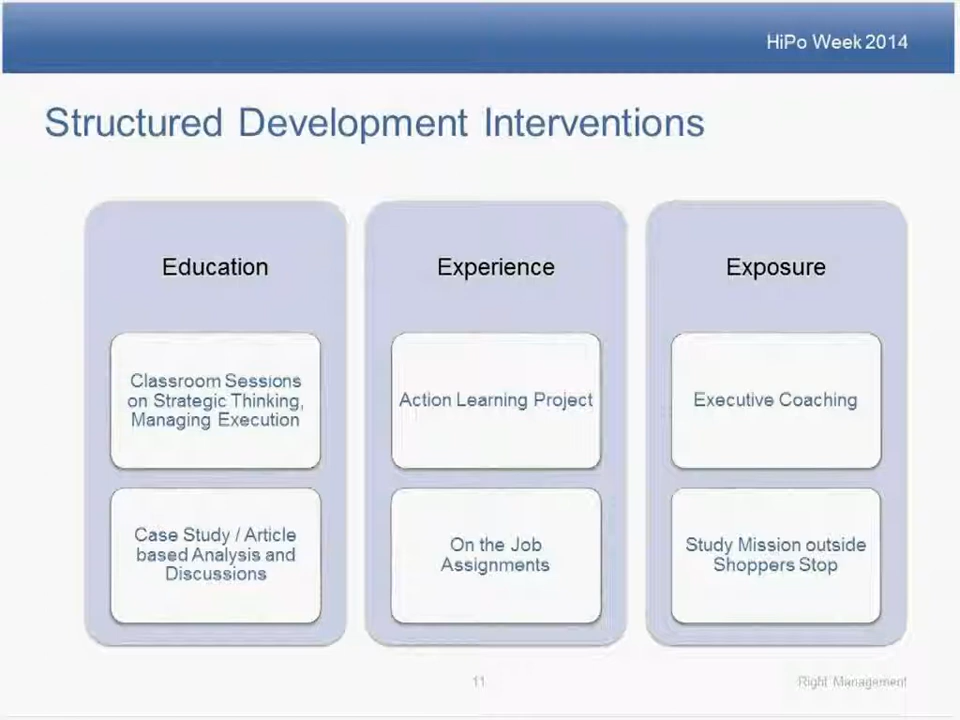 HiPo Week 2014
Structured Development Interventions
Education
Classroom Sessions
on Strategic Thinking,
Managing Execution
Case Study / Article
based Analysis and
Discussions
Experience
Action Learning Project
On the Job
Assignments
Exposure
Executive Coaching
Study Mission outside
Shoppers Stop
11
Right Management